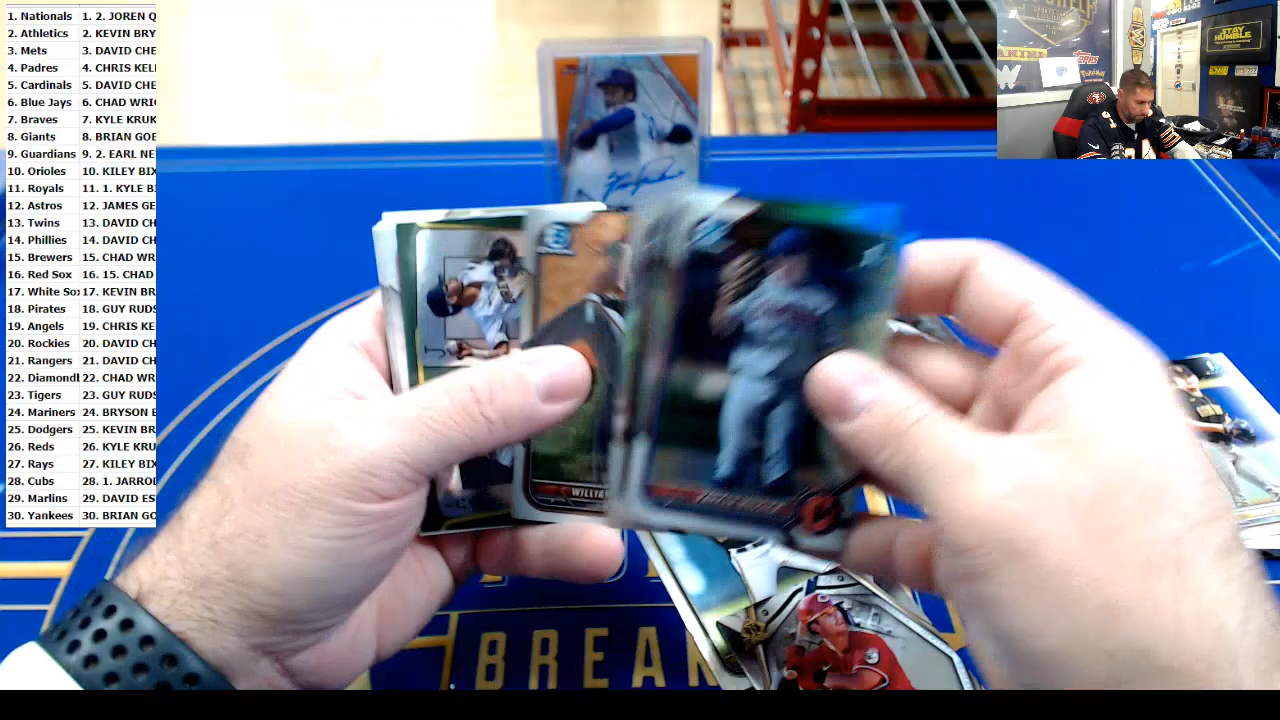 1. Nationals 1. 2. JOREN Q
2. Athletics 2. KEVIN BRY
3. Mets 3. DAVID CHE
4. Padres 4. CHRIS KEL
5. Cardinals 5. DAVID CHE
6. Blue Jays 6. CHAD WRI
7. Braves 7. KYLE KRUK
8. Giants 8. BRIAN GOE
9. Guardians 9. 2. EARL NE
10. Orioles 10. KILEY BIX
11. Royals 11. 1. KYLE B
12. Astros 12. JAMES GE
13. Twins 13. DAVID CH
14. Phillies 14. DAVID CH
15. Brewers 15. CHAD WR
16. Red Sox 16. 15. CHAD
17. White Sox 17. KEVIN BR
18. Pirates 18. GUY RUDS
19. Angels 19. CHRIS KE
20. Rockies 20. DAVID CH
21. Rangers 21. DAVID CH
22. Diamond 22. CHAD WR
23. Tigers 23. GUY RUDS
24. Mariners 24. BRYSON E
25. Dodgers 25. KEVIN BR
26. Reds 26. KYLE KRU
27. Rays 27. KILEY BIX
28. Cubs 28. 1. JARROD
29. Marlins 29. DAVID ES
30. Yankees 30. BRIAN GO
STAY
HUMBLE
PANINI
Topps
POKÉMON
W
WILLIA
C
BREAK